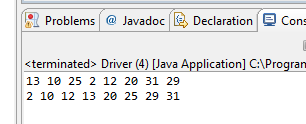 Problems @ Javadoc Declaration Cons
<terminated> Driver (4) [Java Application] C:\Progran
13 10 25 2 12 20 31 29
2 10 12 13 20 25 29 31